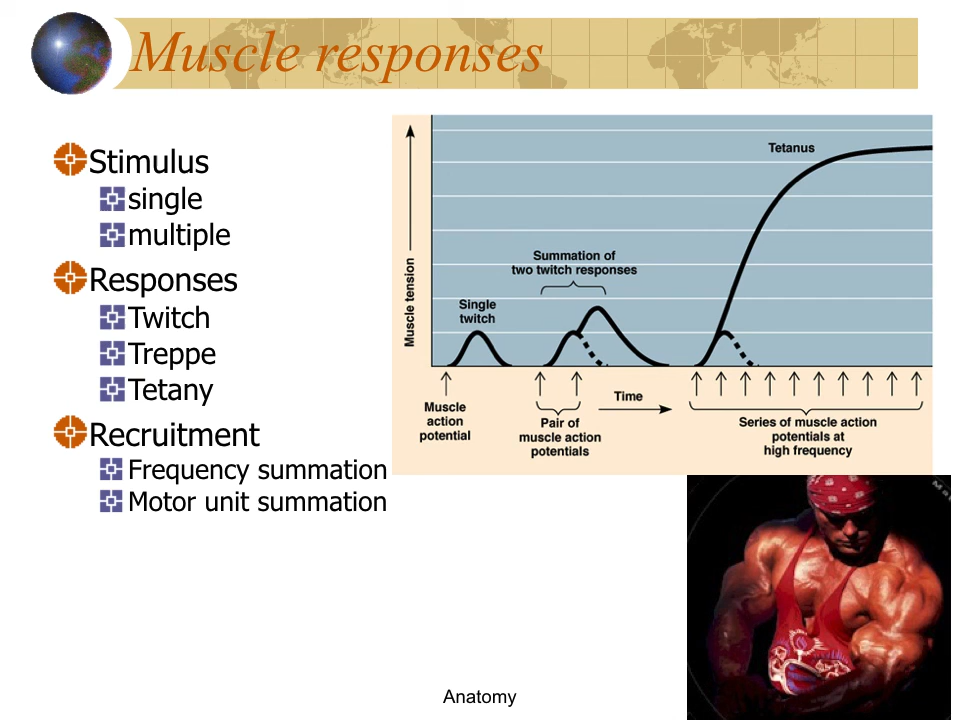 Muscle responses
Stimulus
single
multiple
Responses
Twitch
Treppe
Tetany
Recruitment
Frequency summation
Motor unit summation
Muscle tension
Single
twitch
Summation of
two twitch responses
Tetanus
Time
Muscle
action
potential
Pair of
muscle action
potentials
Series of muscle action
potentials at
high frequency
Anatomy